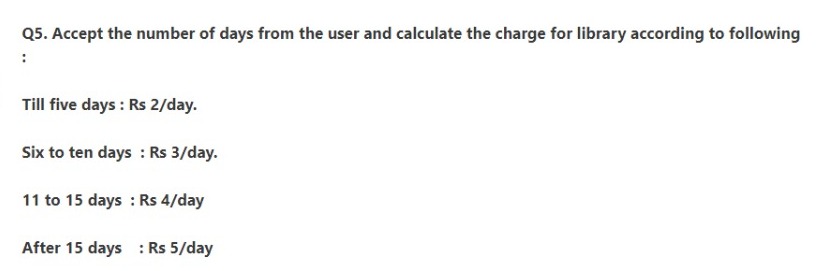 Q5. Accept the number of days from the user and calculate the charge for library according to following
:
Till five days : Rs 2/day.
Six to ten days : Rs 3/day.
11 to 15 days : Rs 4/day
After 15 days : Rs 5/day